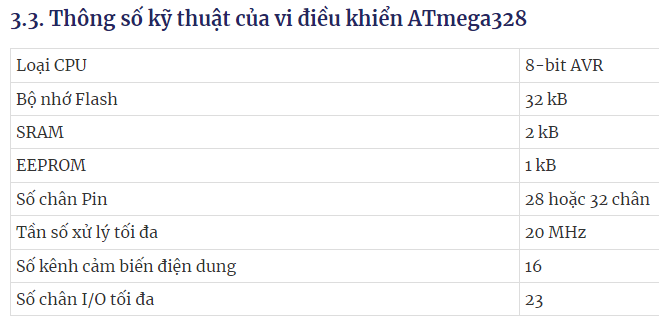 3.3. Thông số kỹ thuật của vi điều khiển ATmega328
Loại CPU 8-bit AVR
Bộ nhớ Flash 32 kB
SRAM 2 kB
EEPROM 1 kB
Số chân Pin 28 hoặc 32 chân
Tần số xử lý tối đa 20 MHz
Số kênh cảm biến điện dung 16
Số chân I/O tối đa 23